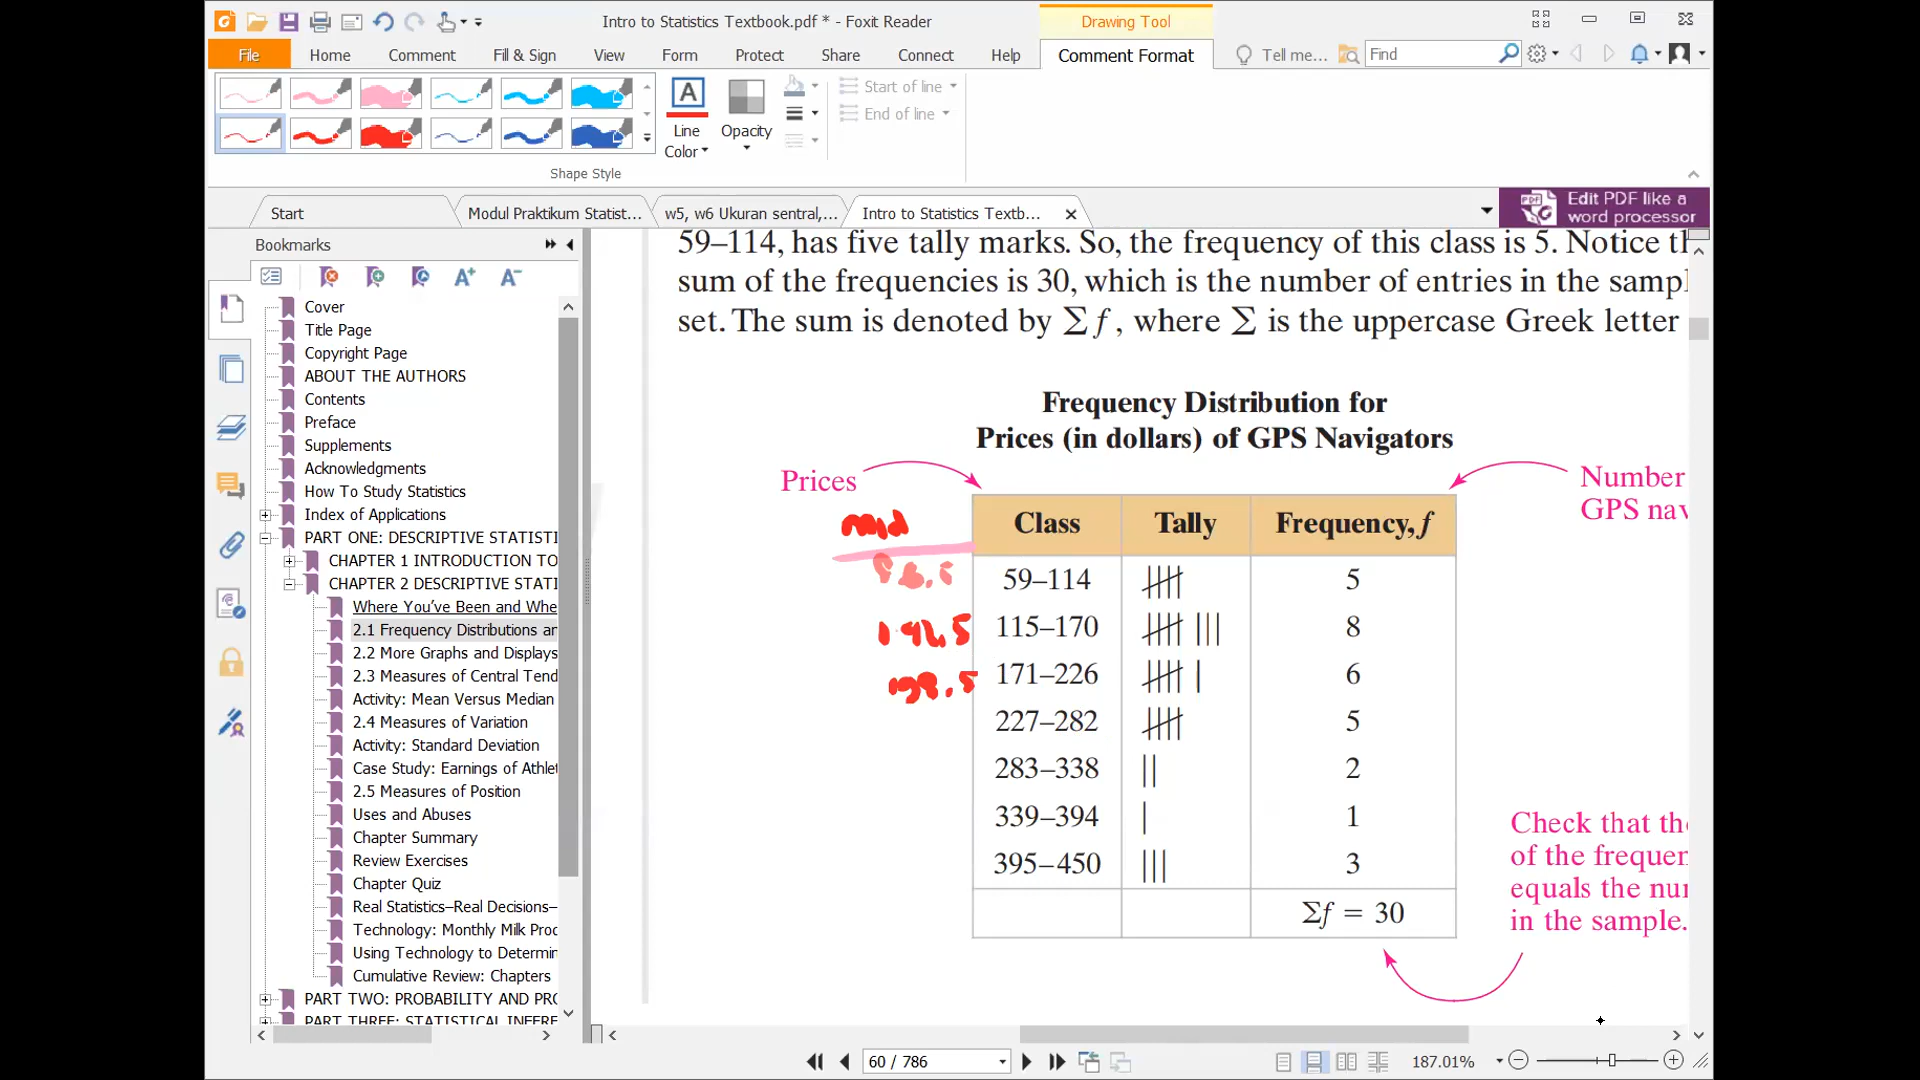 Intro to Statistics Textbook.pdf * - Foxit Reader
Drawing Tool
File
Home
Comment
Fill & Sign
View
Form
Protect
Share
Connect
Help
Comment Format
Tell me...
Find
Line Color
Opacity
Start of line
End of line
Shape Style
Start
Modul Praktikum Statist...
w5, w6 Ukuran sentral,...
Intro to Statistics Textb...
Edit PDF like a
word processor
Bookmarks
Cover
Title Page
Copyright Page
ABOUT THE AUTHORS
Contents
Preface
Supplements
Acknowledgments
How To Study Statistics
Index of Applications
PART ONE: DESCRIPTIVE STATISTI
CHAPTER 1 INTRODUCTION TO
CHAPTER 2 DESCRIPTIVE STATI
Where You've Been and Whe
2.1 Frequency Distributions an
2.2 More Graphs and Displays
2.3 Measures of Central Tend
Activity: Mean Versus Median
2.4 Measures of Variation
Activity: Standard Deviation
Case Study: Earnings of Athlet
2.5 Measures of Position
Uses and Abuses
Chapter Summary
Review Exercises
Chapter Quiz
Real Statistics–Real Decisions–
Technology: Monthly Milk Proc
Using Technology to Determin
Cumulative Review: Chapters
PART TWO: PROBABILITY AND PRO
PART THREE: STATISTICAL INFERE
59–114, has five tally marks. So, the frequency of this class is 5. Notice th
sum of the frequencies is 30, which is the number of entries in the sampl
set. The sum is denoted by Σf, where Σ is the uppercase Greek letter
Frequency Distribution for
Prices (in dollars) of GPS Navigators
Prices
Number
GPS nav
mid
Class Tally Frequency, f
59–114 5
115–170 8
198.5 171–226 6
227–282 5
283–338 2
339–394 1
395–450 3
Σf = 30
Check that the
of the frequen
equals the nu
in the sample.
60 / 786
187.01%